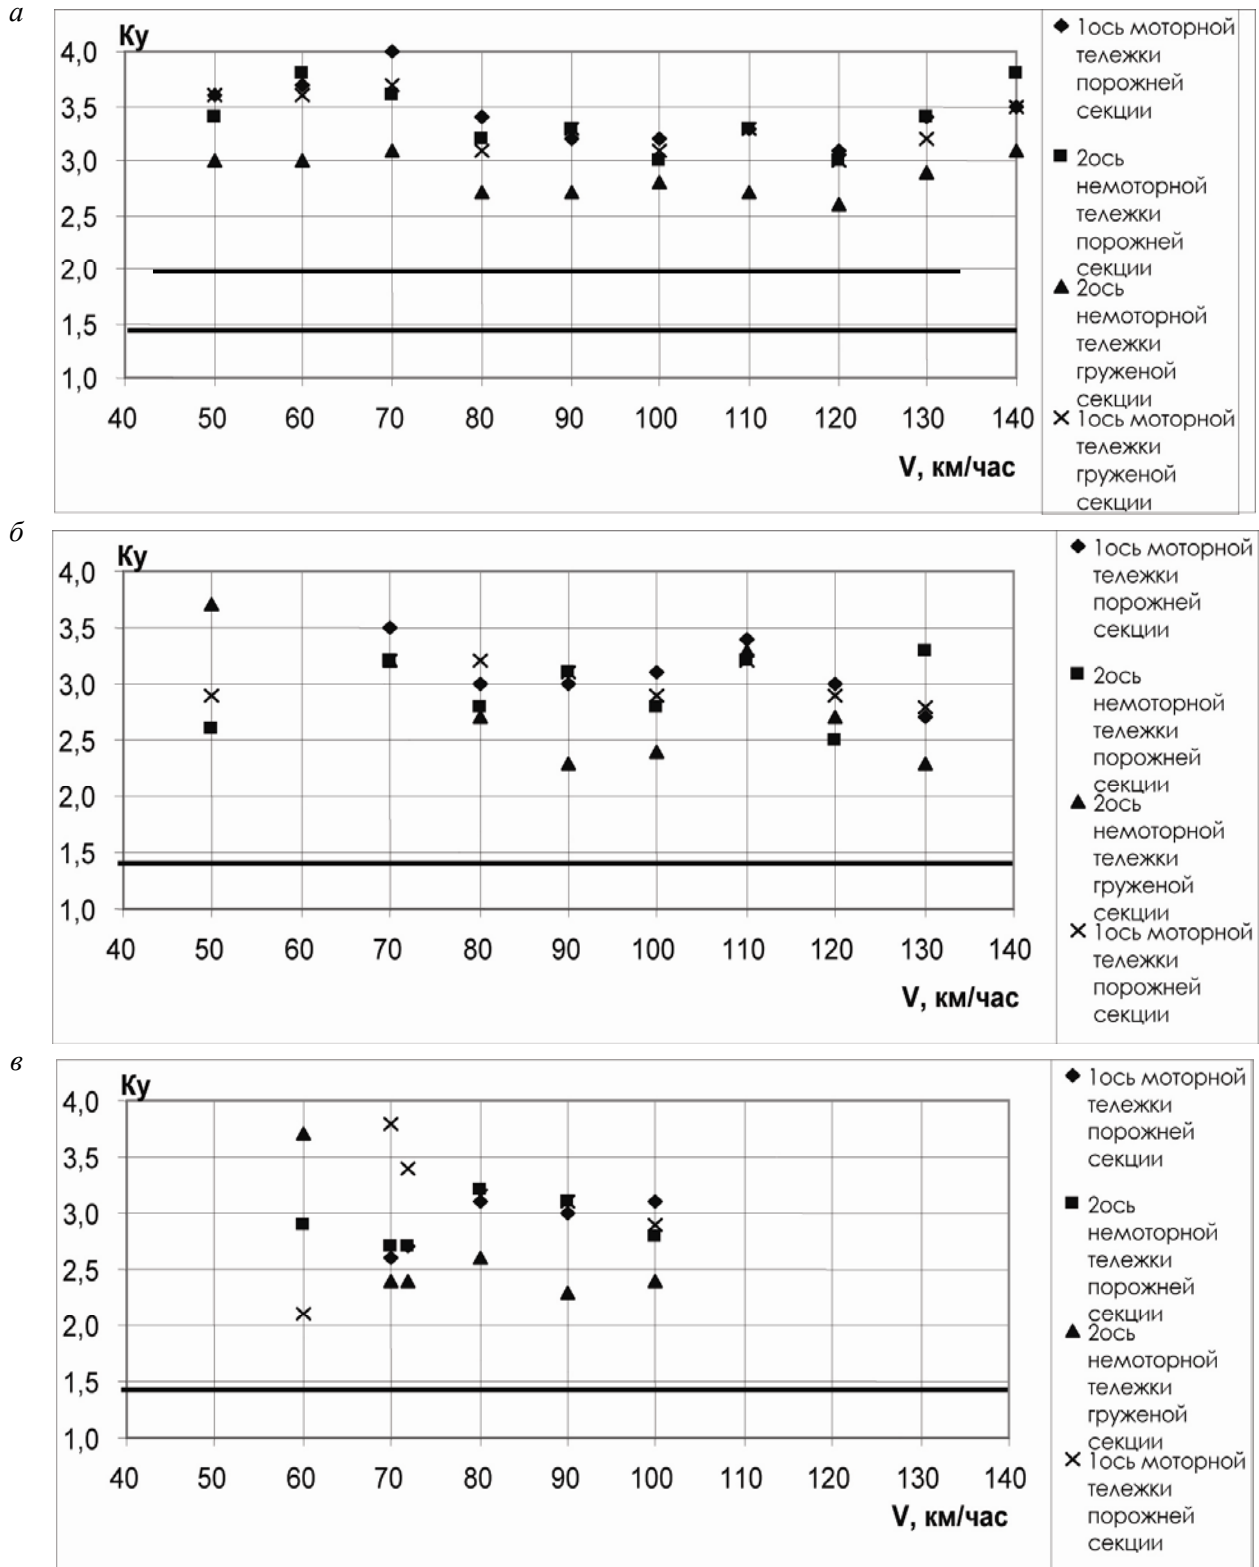 а
Ку
4,0
3,5
3,0
2,5
2,0
1,5
1,0
40 50 60 70 80 90 100 110 120 130 140
V, км/час
1ось моторной
тележки
порожней
секции
2ось
немоторной
тележки
порожней
секции
2ось
немоторной
тележки
груженой
секции
1ось моторной
тележки
груженой
секции
б
Ку
4,0
3,5
3,0
2,5
2,0
1,5
1,0
40 50 60 70 80 90 100 110 120 130 140
V, км/час
1ось моторной
тележки
порожней
секции
2ось
немоторной
тележки
порожней
секции
2ось
немоторной
тележки
груженой
секции
1ось моторной
тележки
порожней
секции
в
Ку
4,0
3,5
3,0
2,5
2,0
1,5
1,0
40 50 60 70 80 90 100 110 120 130 140
V, км/час
1ось моторной
тележки
порожней
секции
2ось
немоторной
тележки
порожней
секции
2ось
немоторной
тележки
груженой
секции
1ось моторной
тележки
порожней
секции